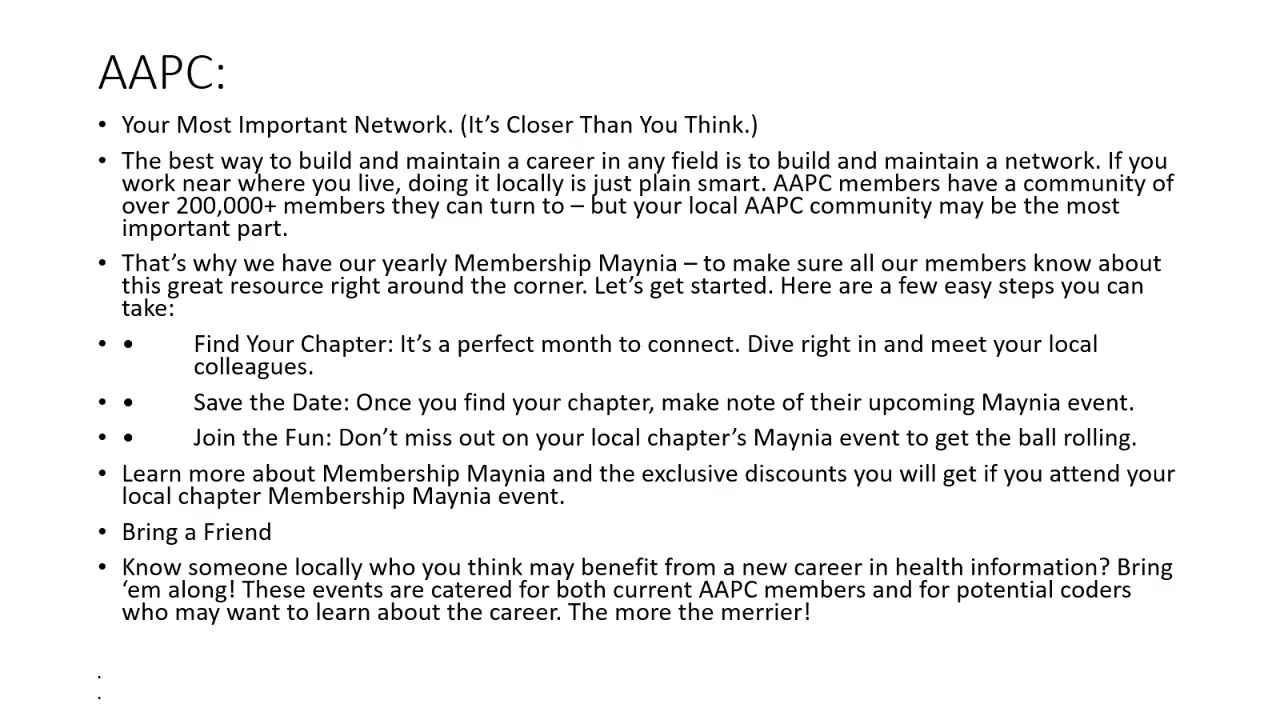 AAPC:
• Your Most Important Network. (It’s Closer Than You Think.)
• The best way to build and maintain a career in any field is to build and maintain a network. If you
work near where you live, doing it locally is just plain smart. AAPC members have a community of
over 200,000+ members they can turn to – but your local AAPC community may be the most
important part.
• That’s why we have our yearly Membership Maynia – to make sure all our members know about
this great resource right around the corner. Let’s get started. Here are a few easy steps you can
take:
• • Find Your Chapter: It’s a perfect month to connect. Dive right in and meet your local
colleagues.
• • Save the Date: Once you find your chapter, make note of their upcoming Maynia event.
• • Join the Fun: Don’t miss out on your local chapter’s Maynia event to get the ball rolling.
• Learn more about Membership Maynia and the exclusive discounts you will get if you attend your
local chapter Membership Maynia event.
• Bring a Friend
• Know someone locally who you think may benefit from a new career in health information? Bring
‘em along! These events are catered for both current AAPC members and for potential coders
who may want to learn about the career. The more the merrier!
.
.